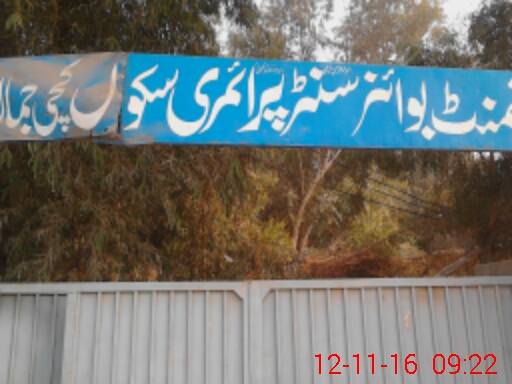 منٹ بوائز سنٹر پرائمری سکول کچی جمال
12-11-16 09:22